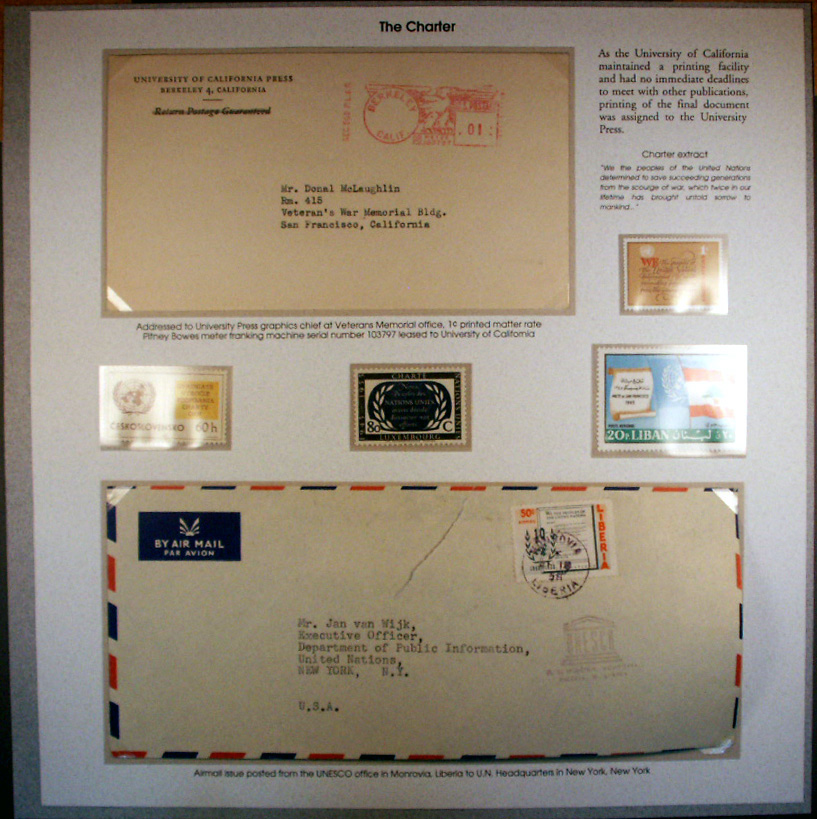 The Charter
UNIVERSITY OF CALIFORNIA PRESS
BERKELEY 4, CALIFORNIA
Return Postage Guaranteed
BERKELEY
CALIF
.01
Mr. Donal McLaughlin
Rm. 415
Veteran's War Memorial Bldg.
San Francisco, California
As the University of California
maintained a printing facility
and had no immediate deadlines
to meet with other publications,
printing of the final document
was assigned to the University
Press.
Charter extract
"We the peoples of the United Nations
determined to save succeeding generations
from the scourge of war, which twice in our
lifetime has brought untold sorrow to
mankind..."
WE
Addressed to University Press graphics chief at Veterans Memorial office, 1¢ printed matter rate
Pitney Bowes meter franking machine serial number 103797 leased to University of California
ČESKOSLOVENSKO 60h
CHARTE
NATIONS UNIES
80 C
LUXEMBOURG
20P. LIBAN
BY AIR MAIL
PAR AVION
50¢
LIBERIA
10
MONROVIA
LIBERIA
Mr. Jan van Wijk,
Executive Officer,
Department of Public Information,
United Nations,
NEW YORK, N.Y.
U.S.A.
UNESCO
Airmail issue posted from the UNESCO office in Monrovia, Liberia to U.N. Headquarters in New York, New York